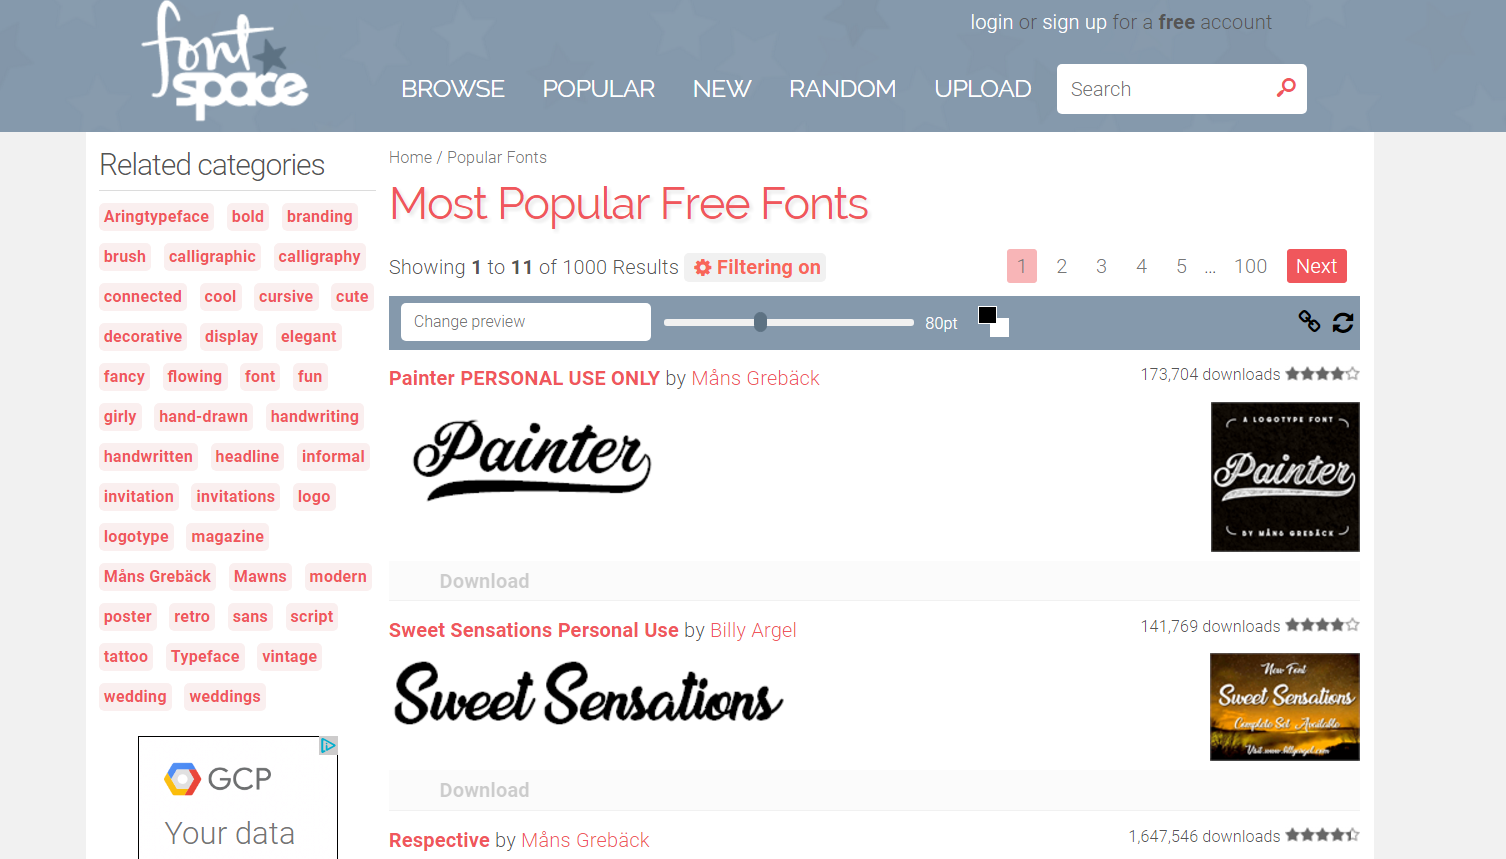 font space
login or sign up for a free account
BROWSE POPULAR NEW RANDOM UPLOAD Search
Related categories
Aringtypeface bold branding
brush calligraphic calligraphy
connected cool cursive cute
decorative display elegant
fancy flowing font fun
girly hand-drawn handwriting
handwritten headline informal
invitation invitations logo
logotype magazine
Måns Grebäck Mawns modern
poster retro sans script
tattoo Typeface vintage
wedding weddings
GCP
Your data
Home / Popular Fonts
Most Popular Free Fonts
Showing 1 to 11 of 1000 Results Filtering on
1 2 3 4 5 ... 100 Next
Change preview 80pt
Painter PERSONAL USE ONLY by Måns Grebäck
173,704 downloads
Painter
A LOGOTYPE FONT
Painter
BY MÅNS GREBÄCK
Download
Sweet Sensations Personal Use by Billy Argel
141,769 downloads
Sweet Sensations
New Font
Sweet Sensations
Complete Set Available
Visit www.billyargel.com
Download
Respective by Måns Grebäck
1,647,546 downloads